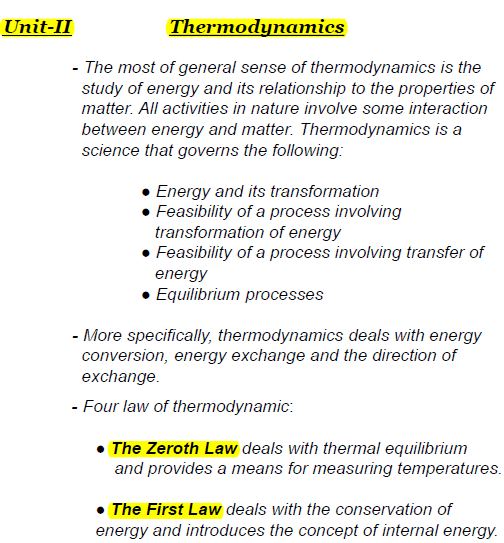 Unit-II Thermodynamics
- The most of general sense of thermodynamics is the
study of energy and its relationship to the properties of
matter. All activities in nature involve some interaction
between energy and matter. Thermodynamics is a
science that governs the following:
● Energy and its transformation
● Feasibility of a process involving
transformation of energy
● Feasibility of a process involving transfer of
energy
● Equilibrium processes
- More specifically, thermodynamics deals with energy
conversion, energy exchange and the direction of
exchange.
- Four law of thermodynamic:
● The Zeroth Law deals with thermal equilibrium
and provides a means for measuring temperatures.
● The First Law deals with the conservation of
energy and introduces the concept of internal energy.